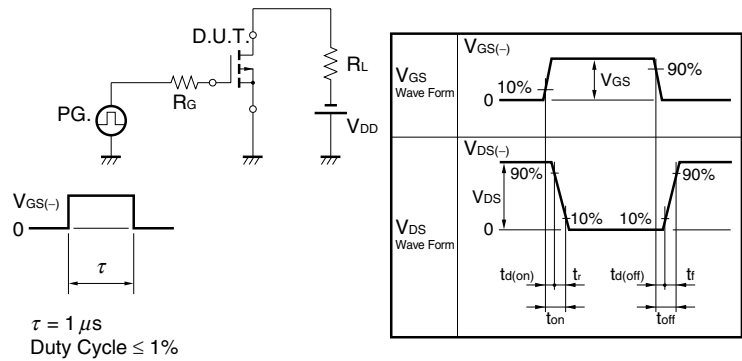 D.U.T.
RL
RG
PG.
VDD
VGS(−)
0
τ
τ = 1 μs
Duty Cycle ≤ 1%
VGS
Wave Form
VGS(−)
10%
VGS
90%
0
VDS
Wave Form
VDS(−)
90%
90%
VDS
10%
10%
0
td(on)
tr
td(off)
tf
ton
toff